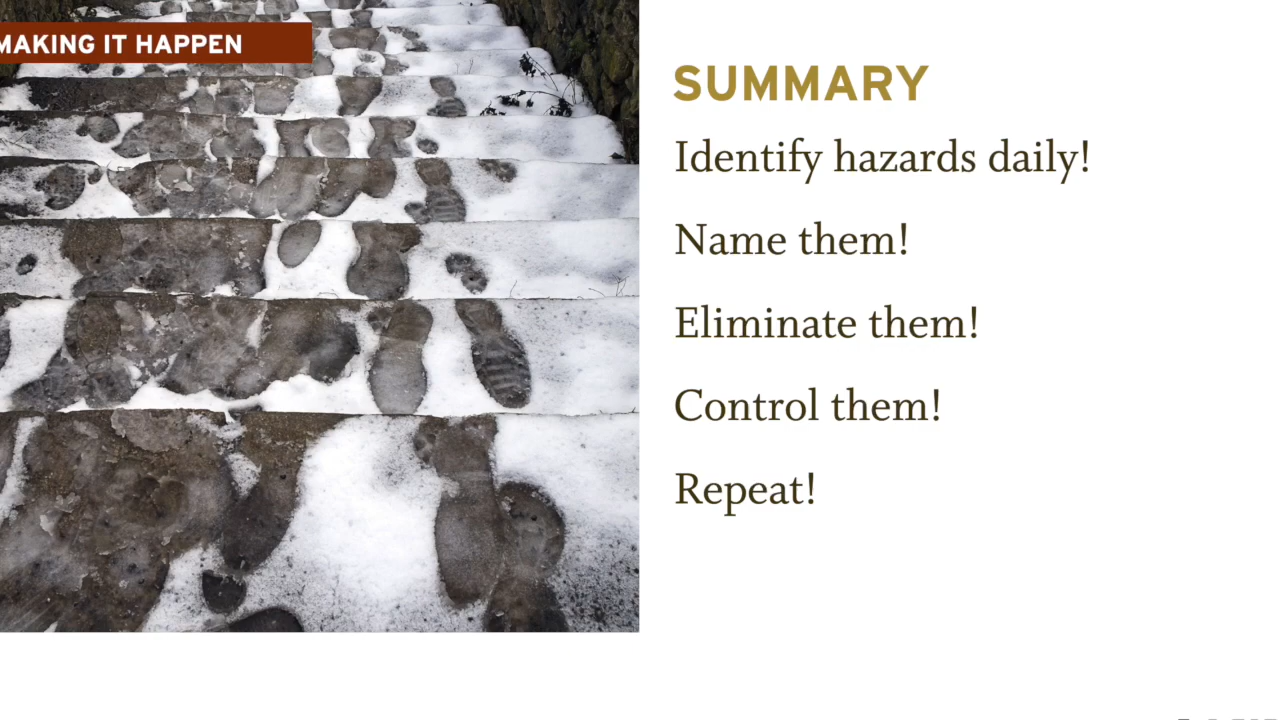 MAKING IT HAPPEN
SUMMARY
Identify hazards daily!
Name them!
Eliminate them!
Control them!
Repeat!